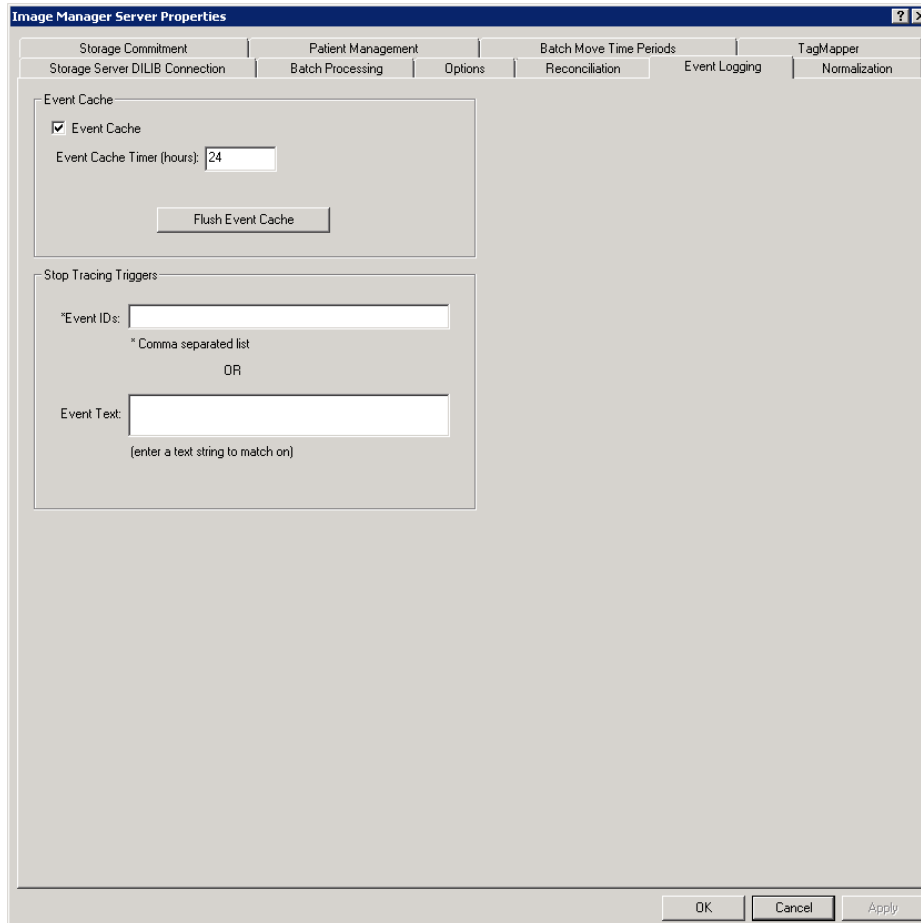 Image Manager Server Properties
Storage Commitment Patient Management Batch Move Time Periods TagMapper
Storage Server DILIB Connection Batch Processing Options Reconciliation Event Logging Normalization
Event Cache
Event Cache
Event Cache Timer (hours): 24
Flush Event Cache
Stop Tracing Triggers
*Event IDs:
* Comma separated list
OR
Event Text:
(enter a text string to match on)
OK Cancel Apply